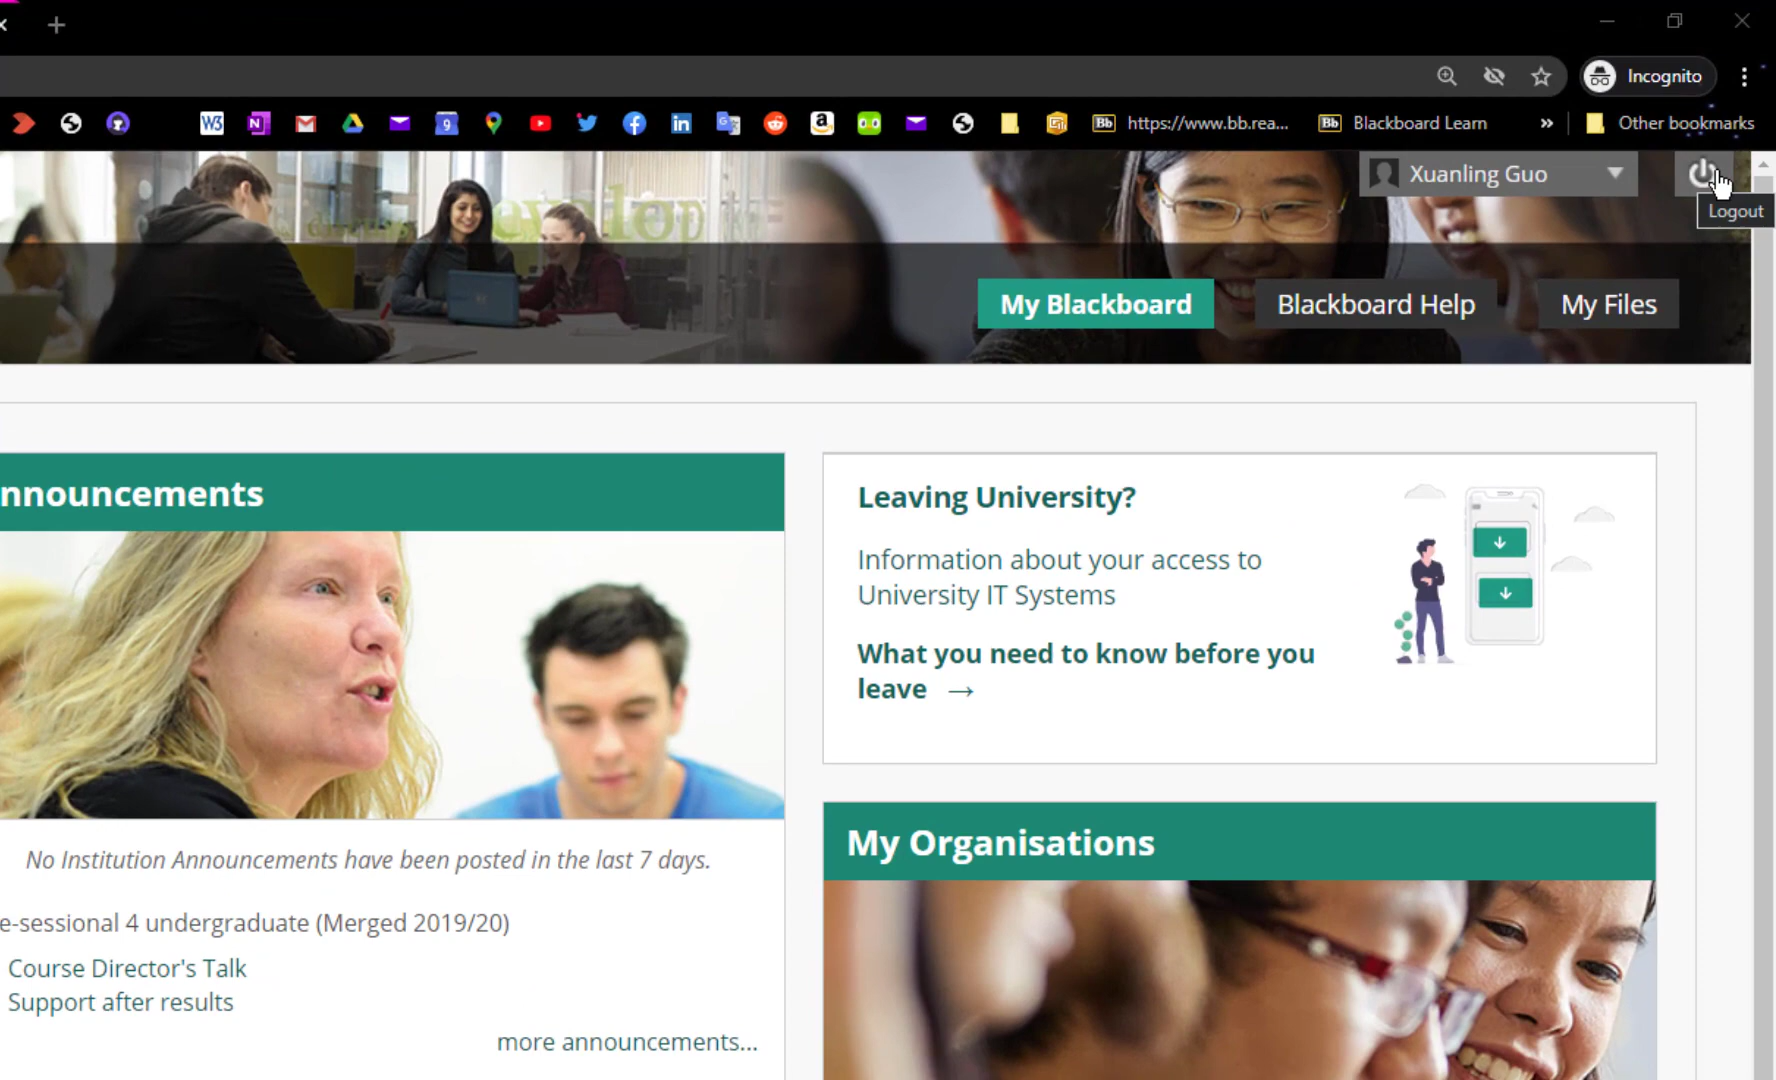 Incognito
W3
N
9
https://www.bb.rea...
Bb
Blackboard Learn
»
Other bookmarks
Xuanling Guo
Logout
My Blackboard
Blackboard Help
My Files
nnouncements
No Institution Announcements have been posted in the last 7 days.
e-sessional 4 undergraduate (Merged 2019/20)
Course Director's Talk
Support after results
more announcements...
Leaving University?
Information about your access to
University IT Systems
What you need to know before you
leave →
My Organisations